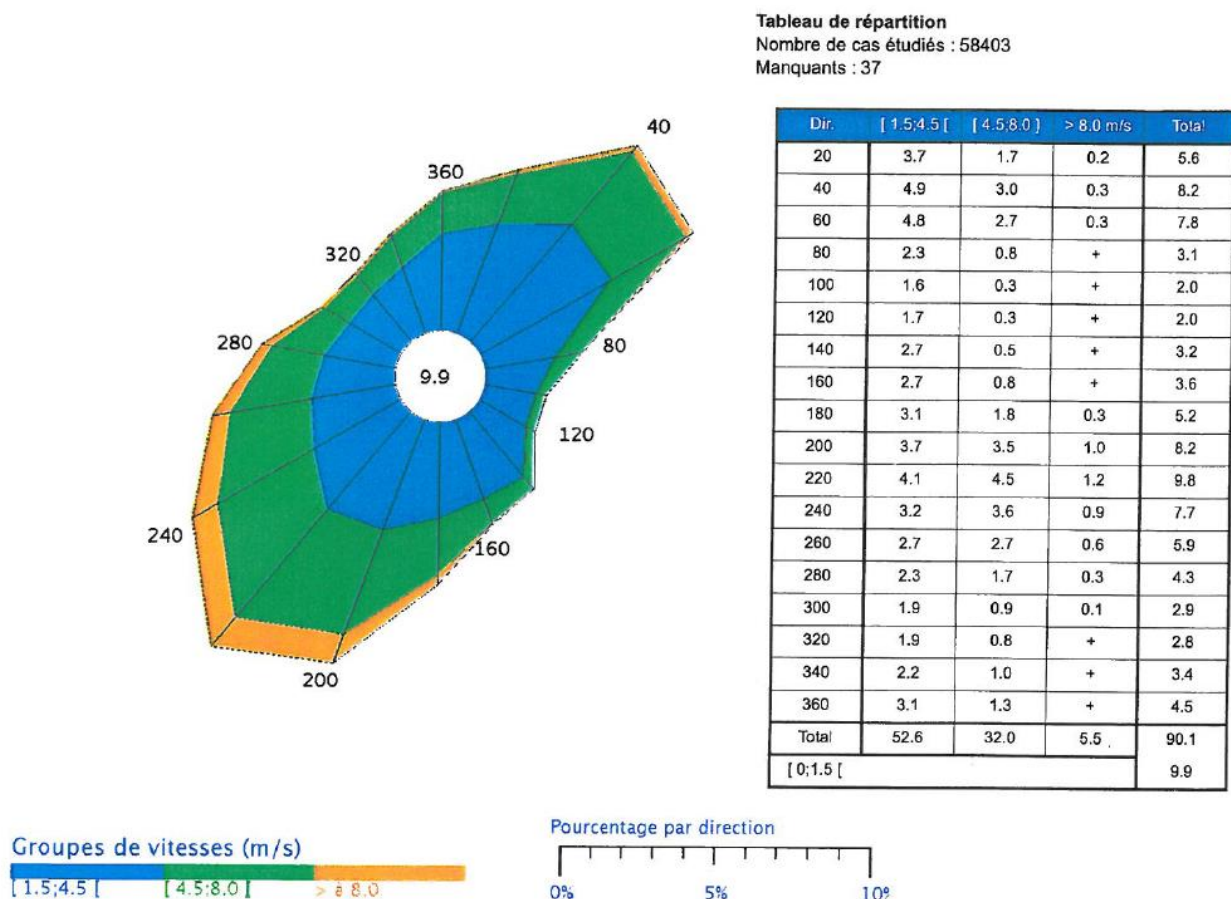 Tableau de répartition
Nombre de cas étudiés : 58403
Manquants : 37
40
360
320
280
80
9.9
120
240
160
200
Dir. [ 1.5;4.5 [ [ 4.5;8.0 ] > 8.0 m/s Total
20 3.7 1.7 0.2 5.6
40 4.9 3.0 0.3 8.2
60 4.8 2.7 0.3 7.8
80 2.3 0.8 + 3.1
100 1.6 0.3 + 2.0
120 1.7 0.3 + 2.0
140 2.7 0.5 + 3.2
160 2.7 0.8 + 3.6
180 3.1 1.8 0.3 5.2
200 3.7 3.5 1.0 8.2
220 4.1 4.5 1.2 9.8
240 3.2 3.6 0.9 7.7
260 2.7 2.7 0.6 5.9
280 2.3 1.7 0.3 4.3
300 1.9 0.9 0.1 2.9
320 1.9 0.8 + 2.8
340 2.2 1.0 + 3.4
360 3.1 1.3 + 4.5
Total 52.6 32.0 5.5 90.1
[ 0;1.5 [ 9.9
Groupes de vitesses (m/s)
[ 1.5;4.5 [ [ 4.5;8.0 ] > à 8.0
Pourcentage par direction
0% 5% 10%